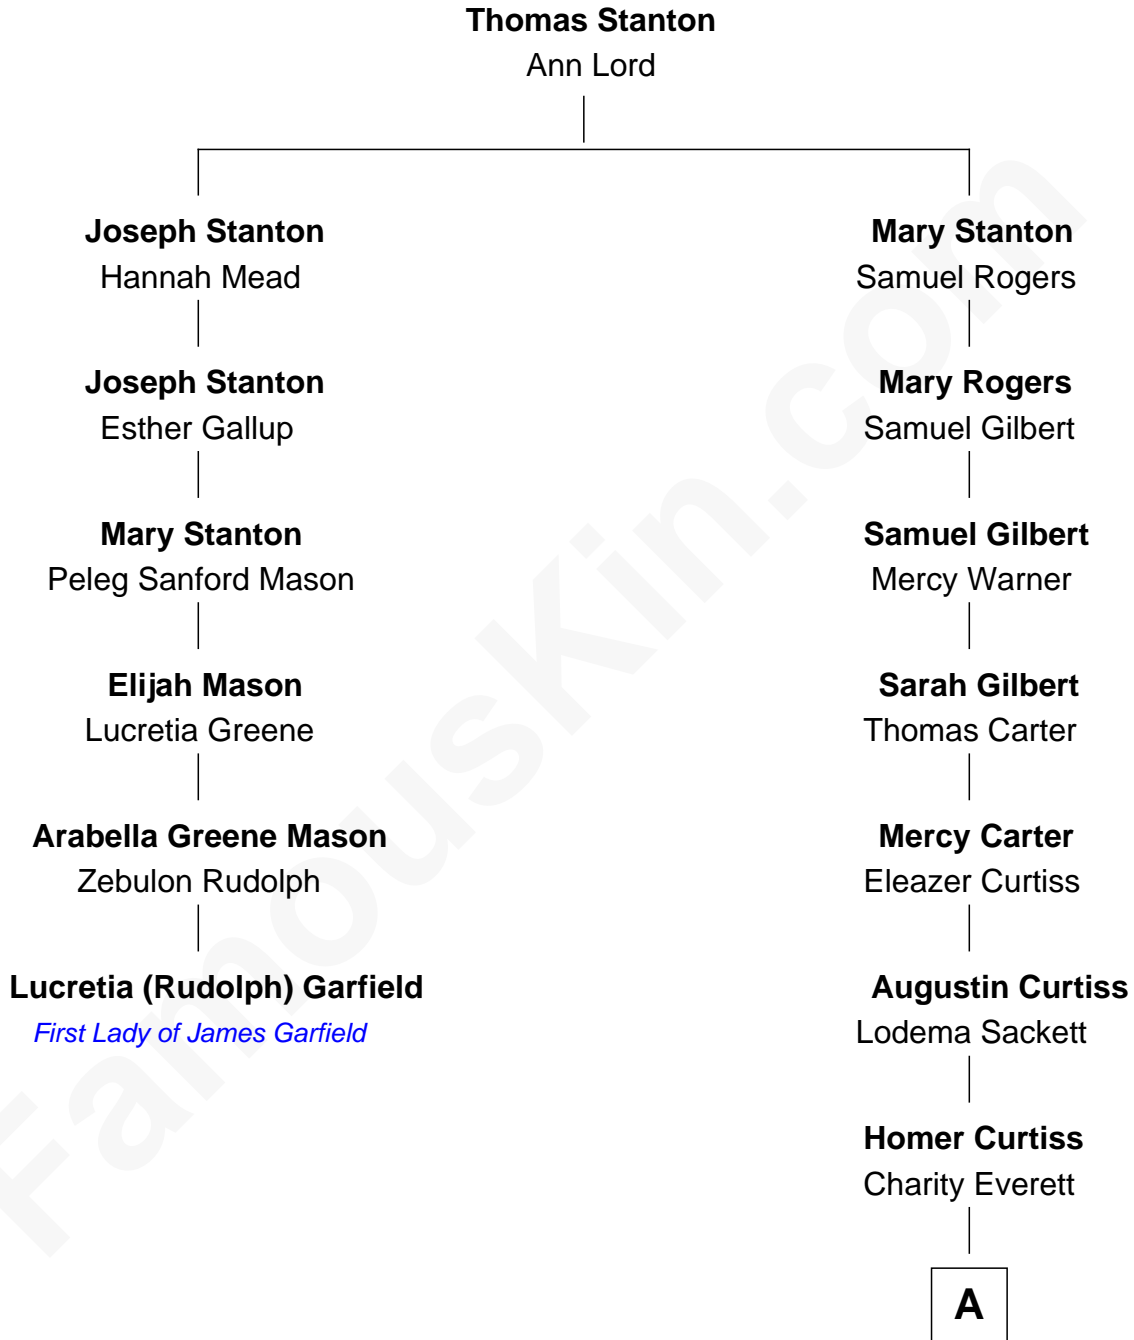 Thomas Stanton
Ann Lord
Joseph Stanton
Hannah Mead
Mary Stanton
Samuel Rogers
Joseph Stanton
Esther Gallup
Mary Rogers
Samuel Gilbert
Mary Stanton
Peleg Sanford Mason
Samuel Gilbert
Mercy Warner
Elijah Mason
Lucretia Greene
Sarah Gilbert
Thomas Carter
Arabella Greene Mason
Zebulon Rudolph
Mercy Carter
Eleazer Curtiss
Lucretia (Rudolph) Garfield
First Lady of James Garfield
Augustin Curtiss
Lodema Sackett
Homer Curtiss
Charity Everett
A
FamousKin.com